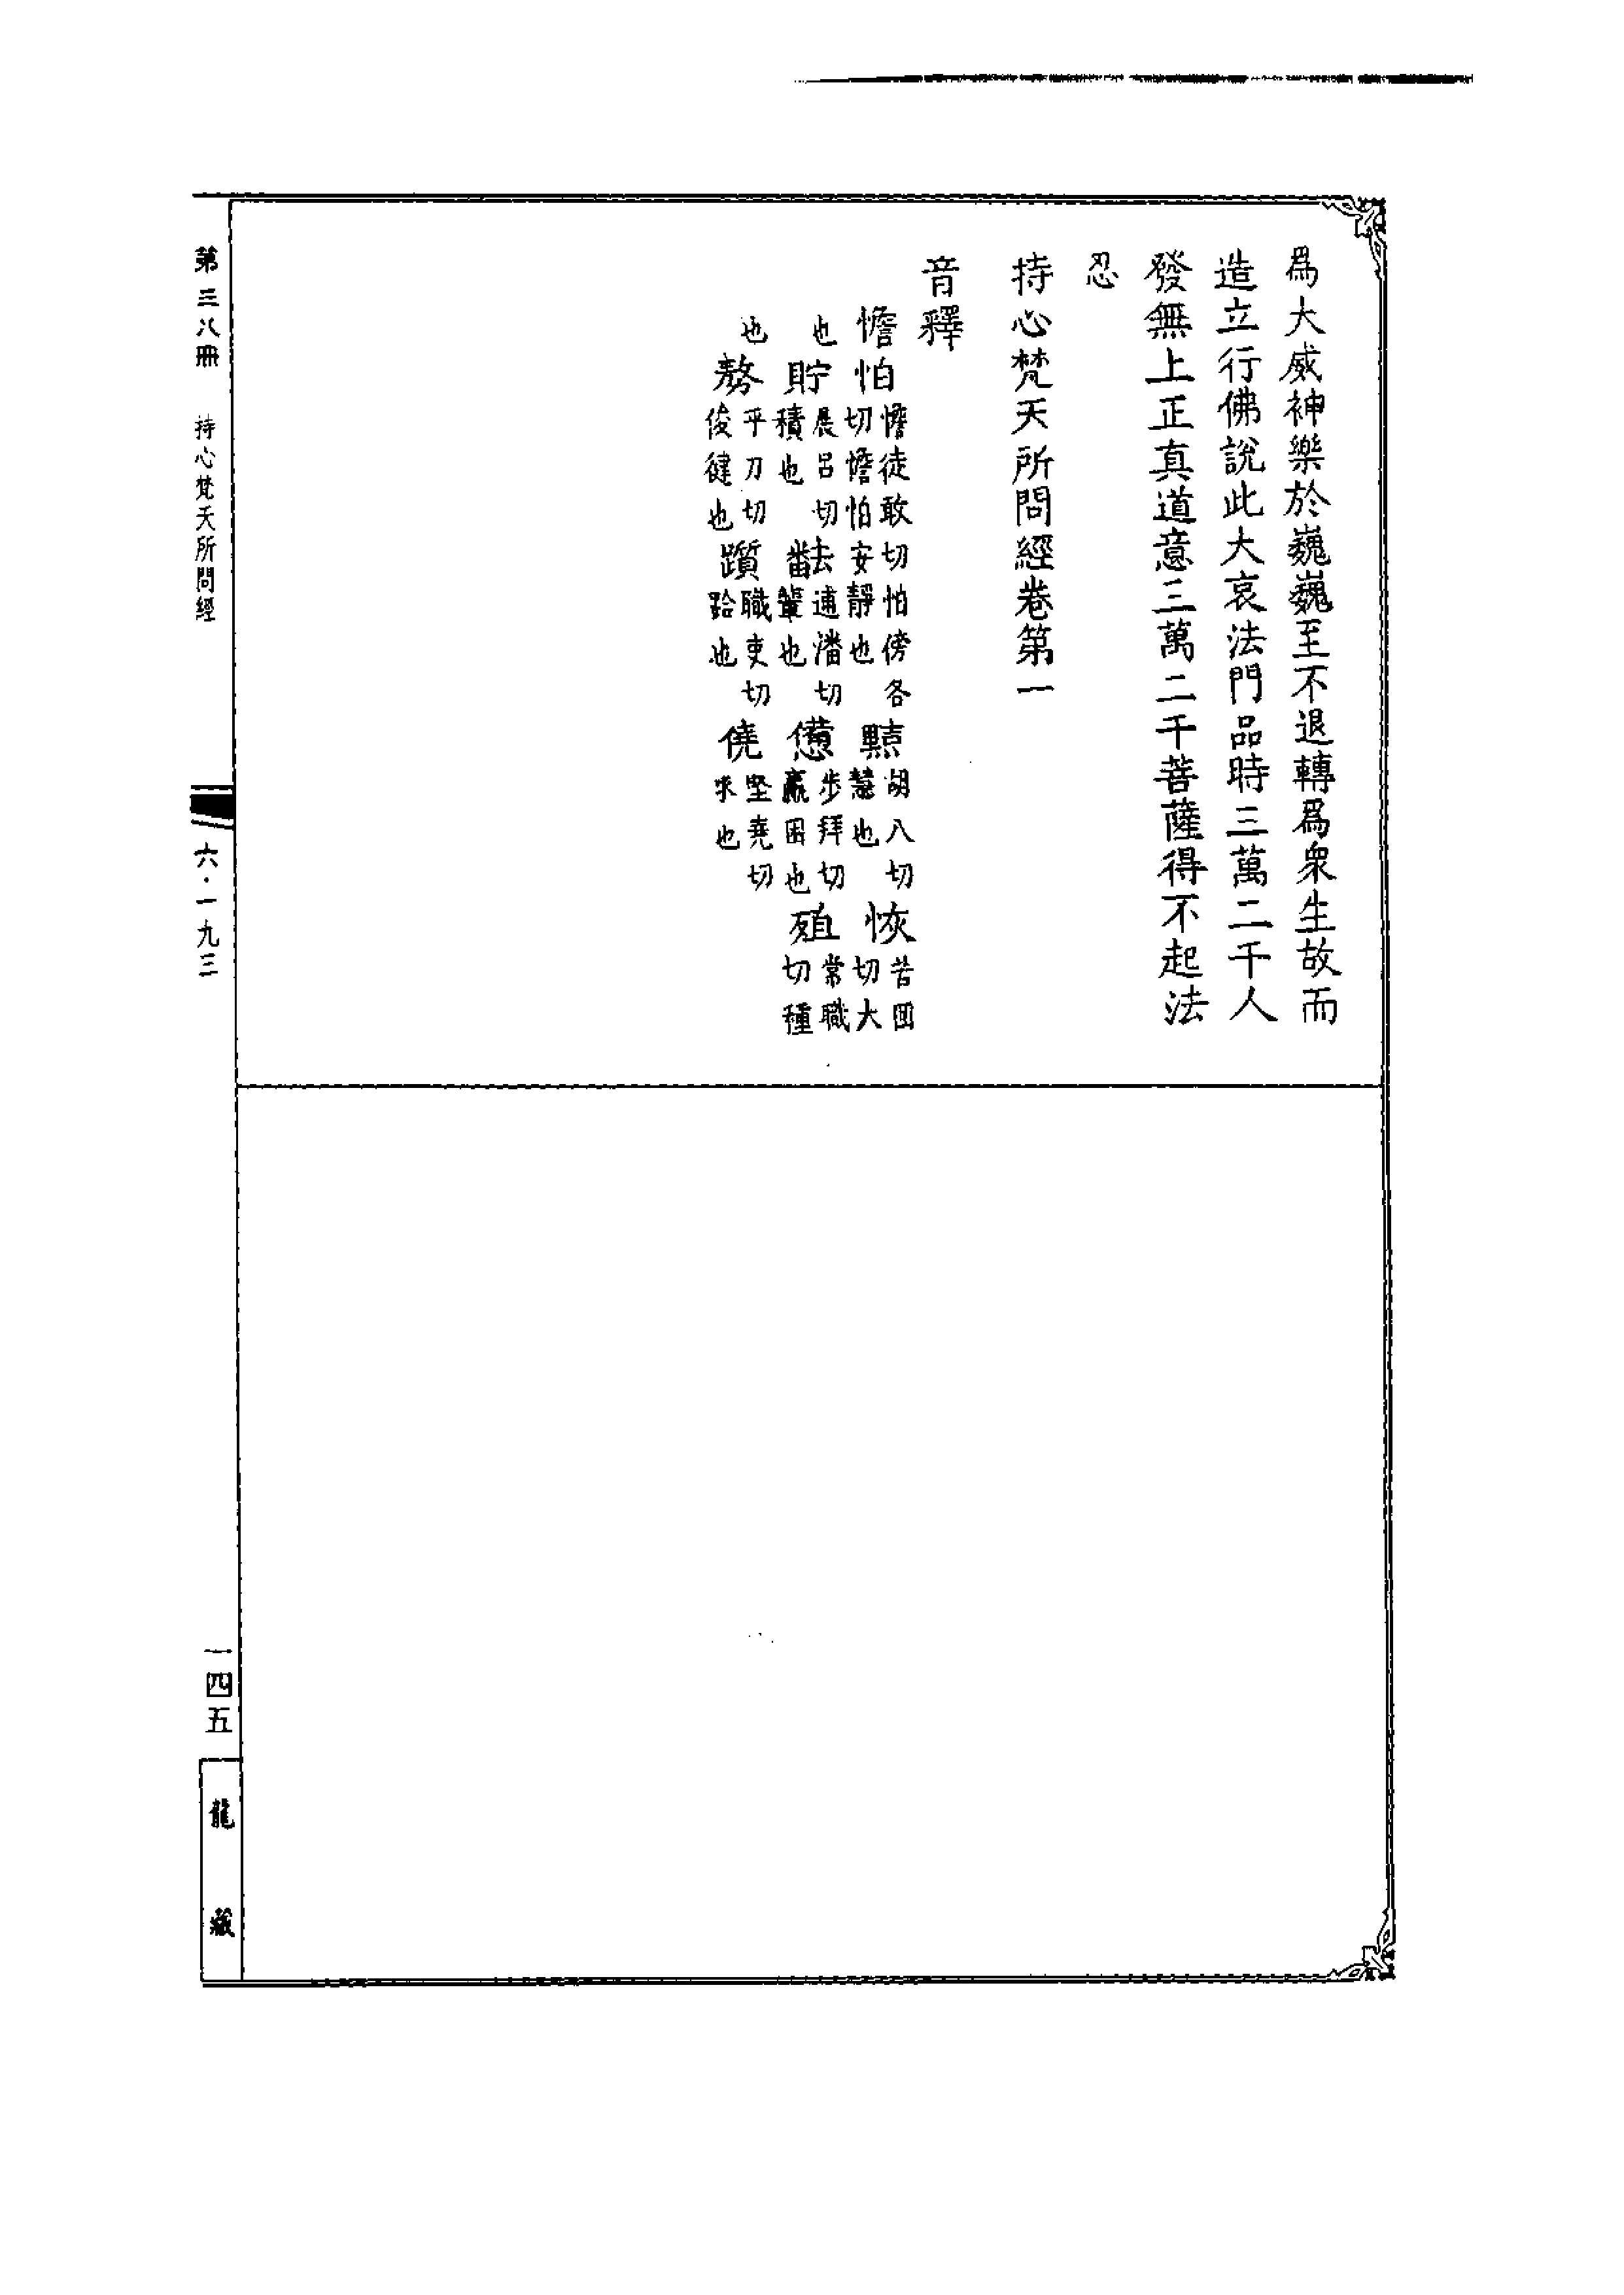 爲大威神樂於巍巍至不退轉爲衆生故而
造立行佛說此大哀法門品時三萬二千人
發無上正真道意三萬二千菩薩得不起法
忍
持心梵天所問經卷第一
音釋
憺怕憺徒敢切怕傍各切憺怕安靜也黠胡八切慧也恢苦回切大
也貯展呂切積也畨去逋潘切輩也憊步拜切羸困也殖常職切種
也嶅平刀切俊健也躓職吏切跲也僥堅堯切求也
第三八冊 持心梵天所問經 六·一九三 一四五 龍藏